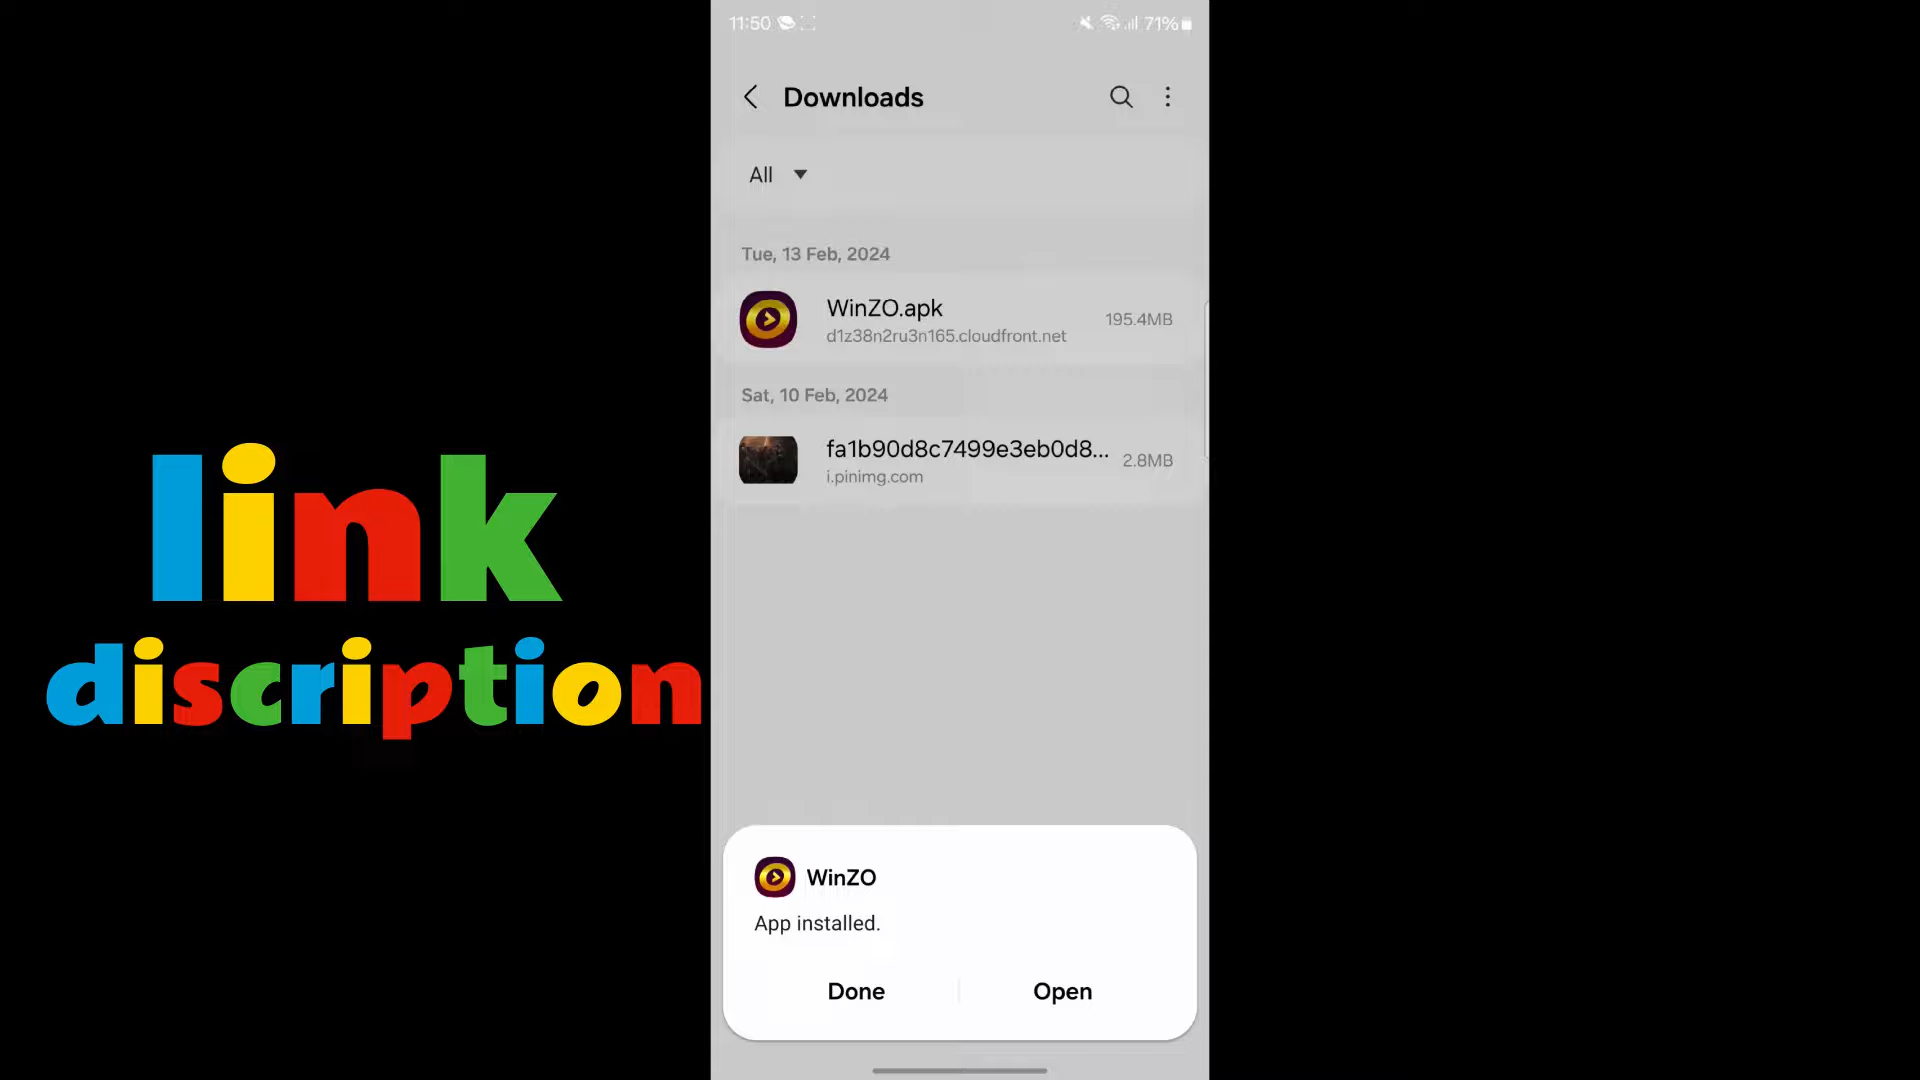 11:50
71%
Downloads
All
Tue, 13 Feb, 2024
WinZO.apk
195.4MB
d1z38n2ru3n165.cloudfront.net
Sat, 10 Feb, 2024
fa1b90d8c7499e3eb0d8...
2.8MB
i.pinimg.com
link
discription
WinZO
App installed.
Done
Open